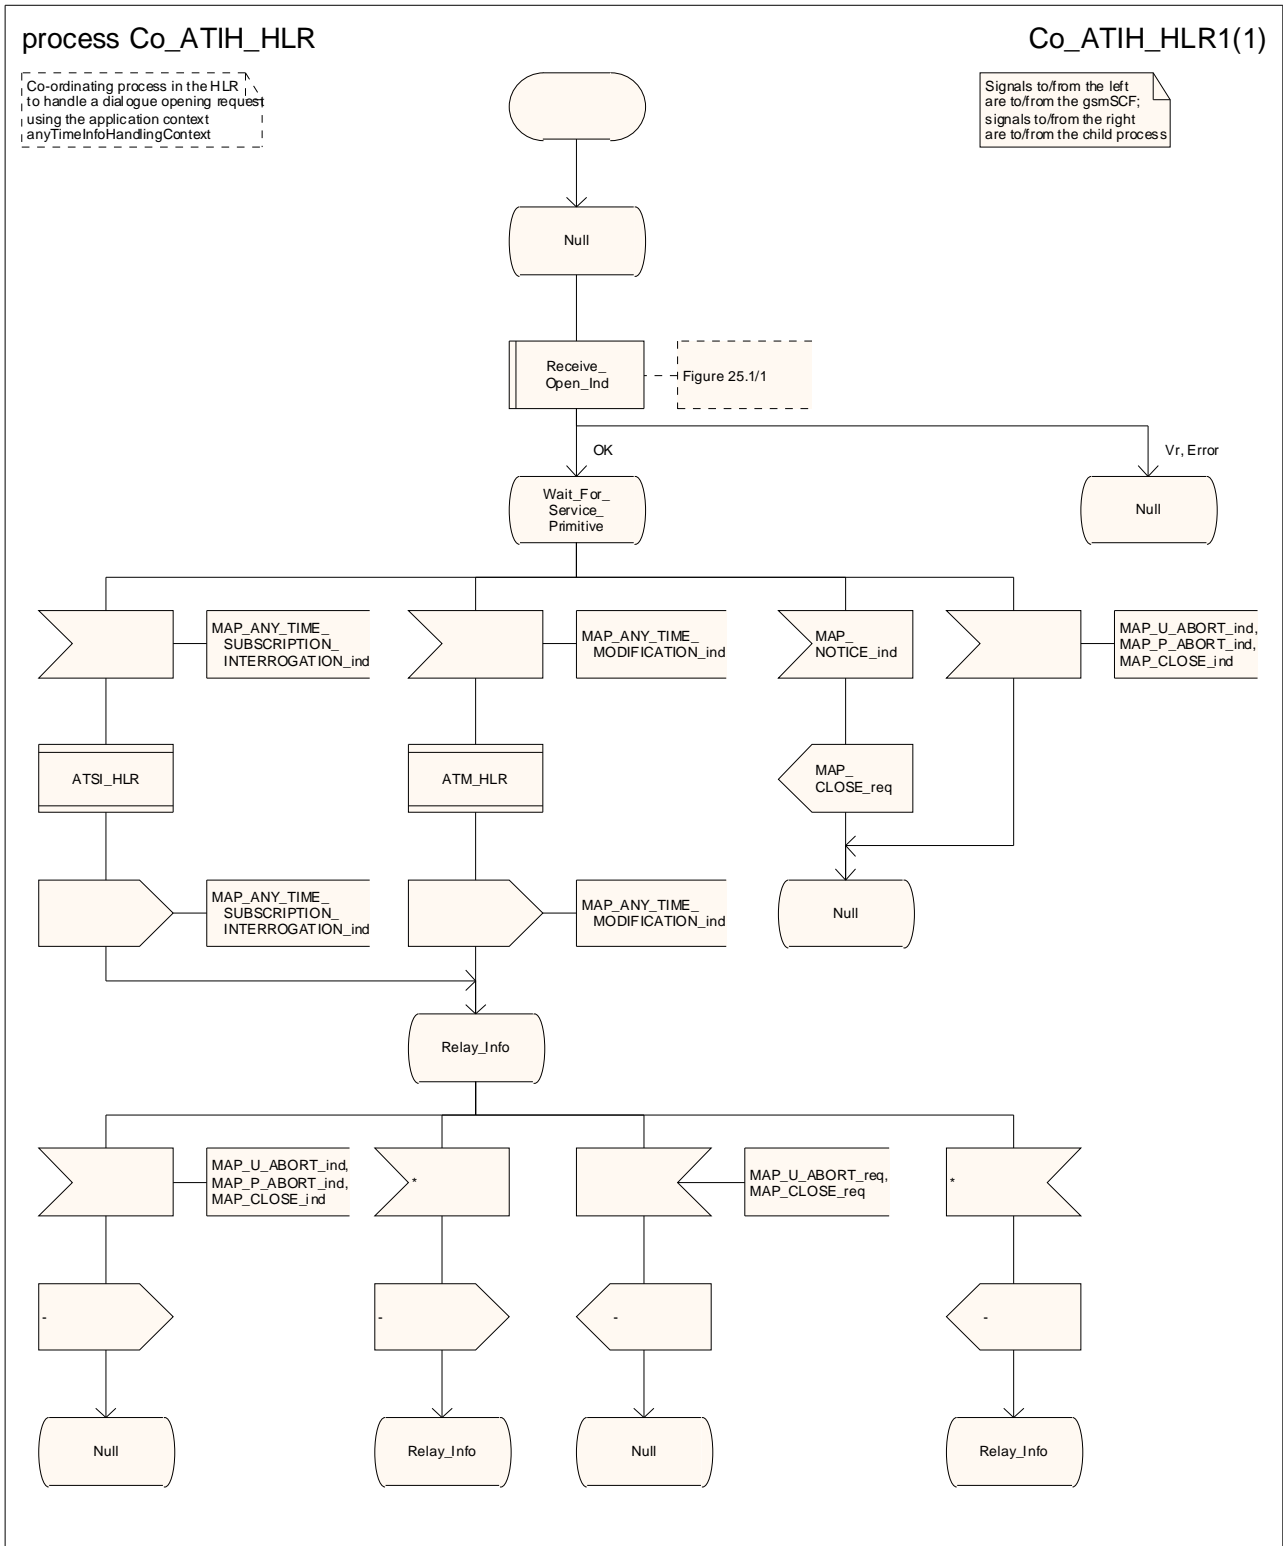 process Co_ATIH_HLR
Co_ATIH_HLR1(1)
Co-ordinating process in the HLR
to handle a dialogue opening request
using the application context
anyTimeInfoHandlingContext
Signals to/from the left
are to/from the gsmSCF;
signals to/from the right
are to/from the child process
Null
Receive_
Open_Ind
Figure 25.1/1
OK
Vr, Error
Wait_For_
Service_
Primitive
Null
MAP_ANY_TIME_
SUBSCRIPTION_
INTERROGATION_ind
MAP_ANY_TIME_
MODIFICATION_ind
MAP_
NOTICE_ind
MAP_U_ABORT_ind,
MAP_P_ABORT_ind,
MAP_CLOSE_ind
ATSI_HLR
ATM_HLR
MAP_
CLOSE_req
MAP_ANY_TIME_
SUBSCRIPTION_
INTERROGATION_ind
MAP_ANY_TIME_
MODIFICATION_ind
Null
Relay_Info
MAP_U_ABORT_ind,
MAP_P_ABORT_ind,
MAP_CLOSE_ind
*
MAP_U_ABORT_req,
MAP_CLOSE_req
*
-
-
-
-
Null
Relay_Info
Null
Relay_Info